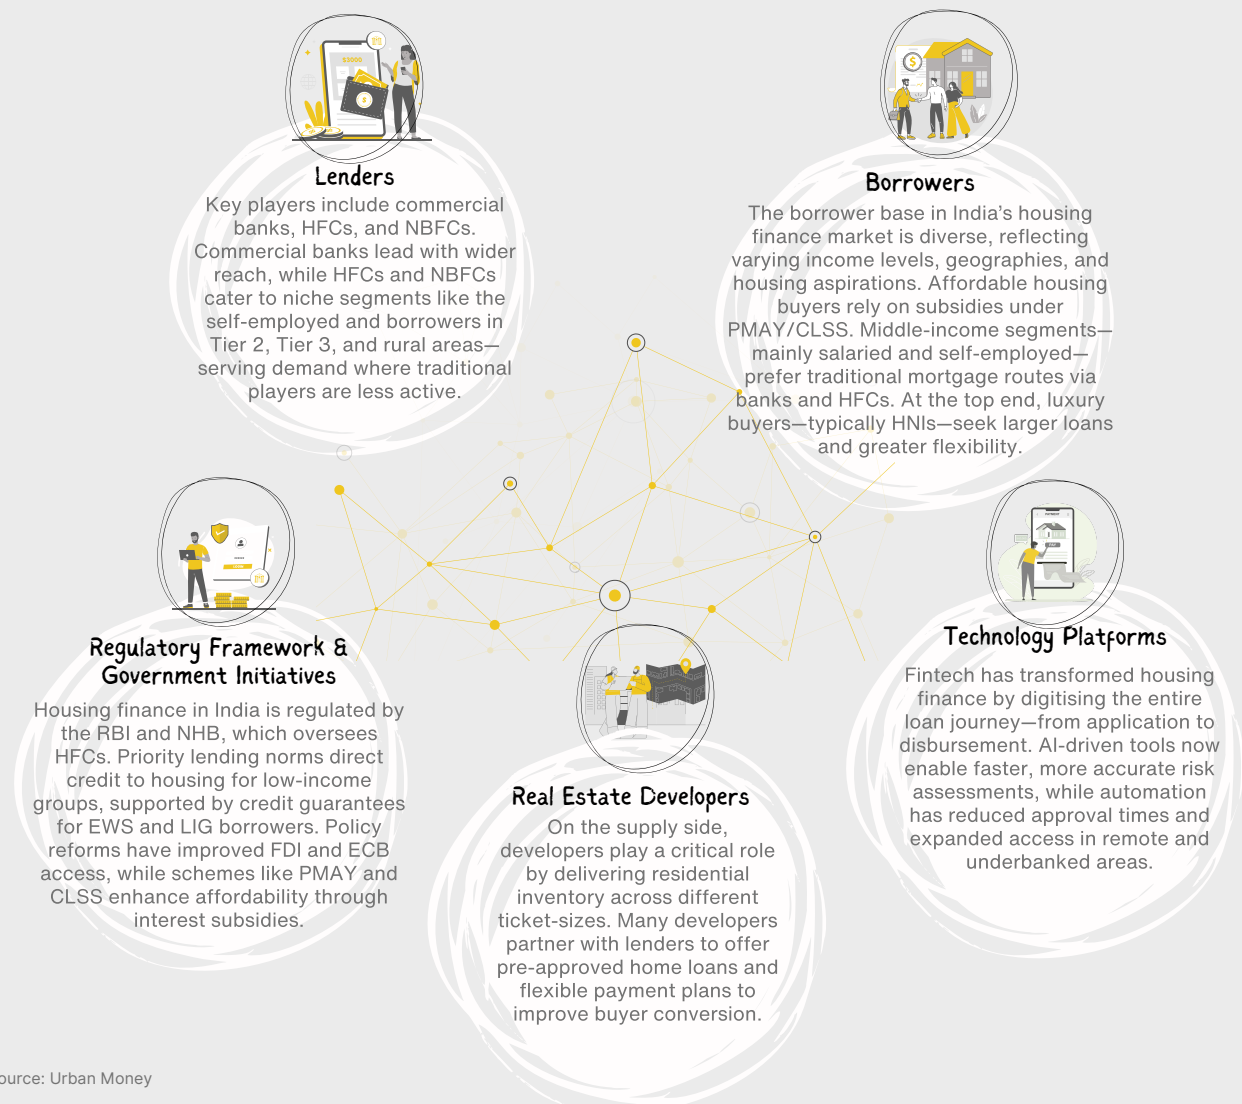 Lenders
Key players include commercial
banks, HFCs, and NBFCs.
Commercial banks lead with wider
reach, while HFCs and NBFCs
cater to niche segments like the
self-employed and borrowers in
Tier 2, Tier 3, and rural areas—
serving demand where traditional
players are less active.
Borrowers
The borrower base in India’s housing
finance market is diverse, reflecting
varying income levels, geographies, and
housing aspirations. Affordable housing
buyers rely on subsidies under
PMAY/CLSS. Middle-income segments—
mainly salaried and self-employed—
prefer traditional mortgage routes via
banks and HFCs. At the top end, luxury
buyers—typically HNIs—seek larger loans
and greater flexibility.
Regulatory Framework &
Government Initiatives
Housing finance in India is regulated by
the RBI and NHB, which oversees
HFCs. Priority lending norms direct
credit to housing for low-income
groups, supported by credit guarantees
for EWS and LIG borrowers. Policy
reforms have improved FDI and ECB
access, while schemes like PMAY and
CLSS enhance affordability through
interest subsidies.
Real Estate Developers
On the supply side,
developers play a critical role
by delivering residential
inventory across different
ticket-sizes. Many developers
partner with lenders to offer
pre-approved home loans and
flexible payment plans to
improve buyer conversion.
Technology Platforms
Fintech has transformed housing
finance by digitising the entire
loan journey—from application to
disbursement. AI-driven tools now
enable faster, more accurate risk
assessments, while automation
has reduced approval times and
expanded access in remote and
underbanked areas.
ource: Urban Money